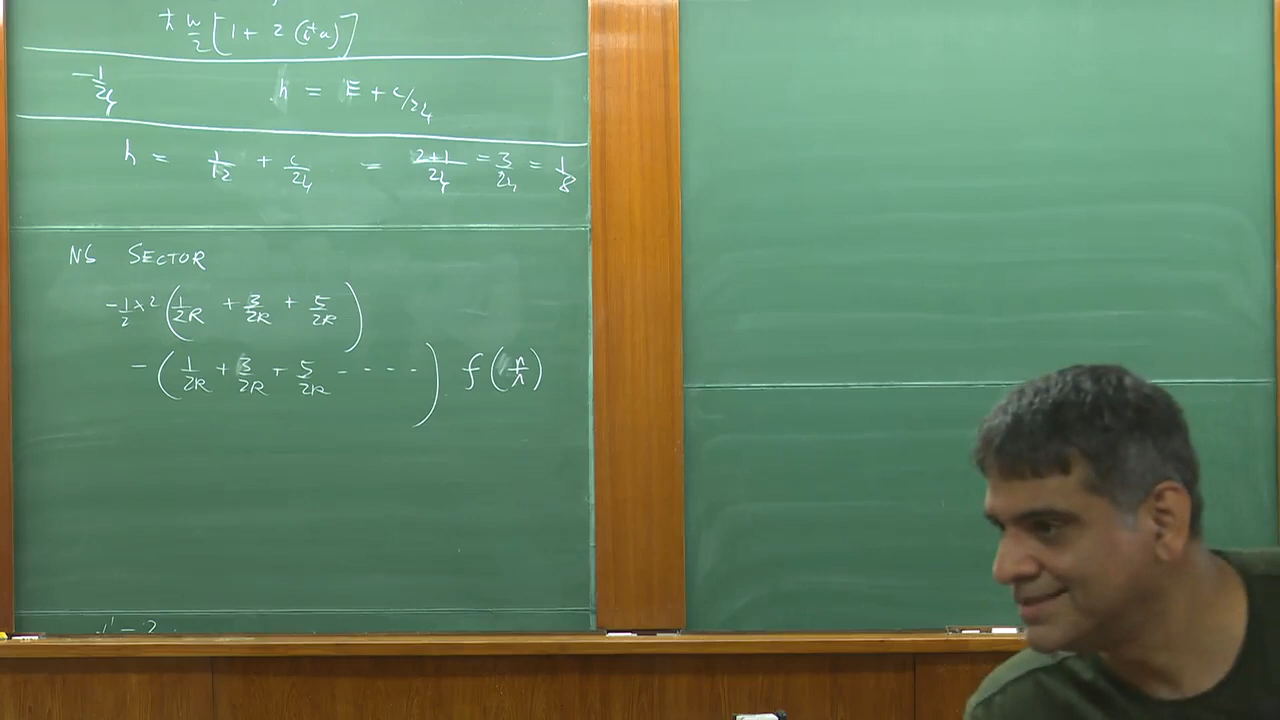 ħ ω/2 [1 + 2 (b⁺a)]
-1/24 h = E + c/24
h = 1/12 + c/24 = 2+1/24 = 3/24 = 1/8
NS SECTOR
-1/2 × 2 (1/2R + 3/2R + 5/2R)
- (1/2R + 3/2R + 5/2R - - - -) f(n/Λ)